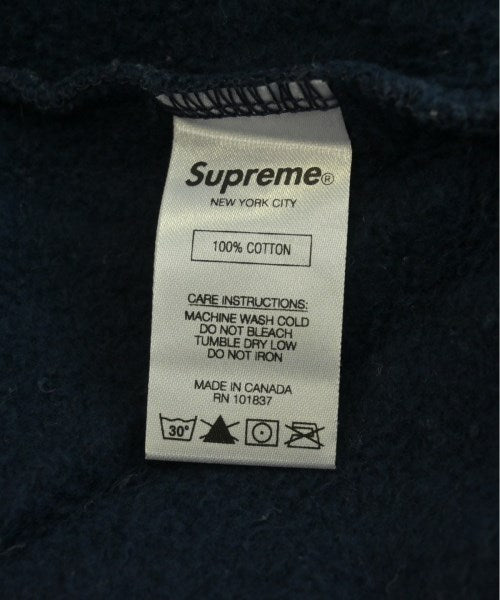 Supreme®
NEW YORK CITY
100% COTTON
CARE INSTRUCTIONS:
MACHINE WASH COLD
DO NOT BLEACH
TUMBLE DRY LOW
DO NOT IRON
MADE IN CANADA
RN 101837
30°